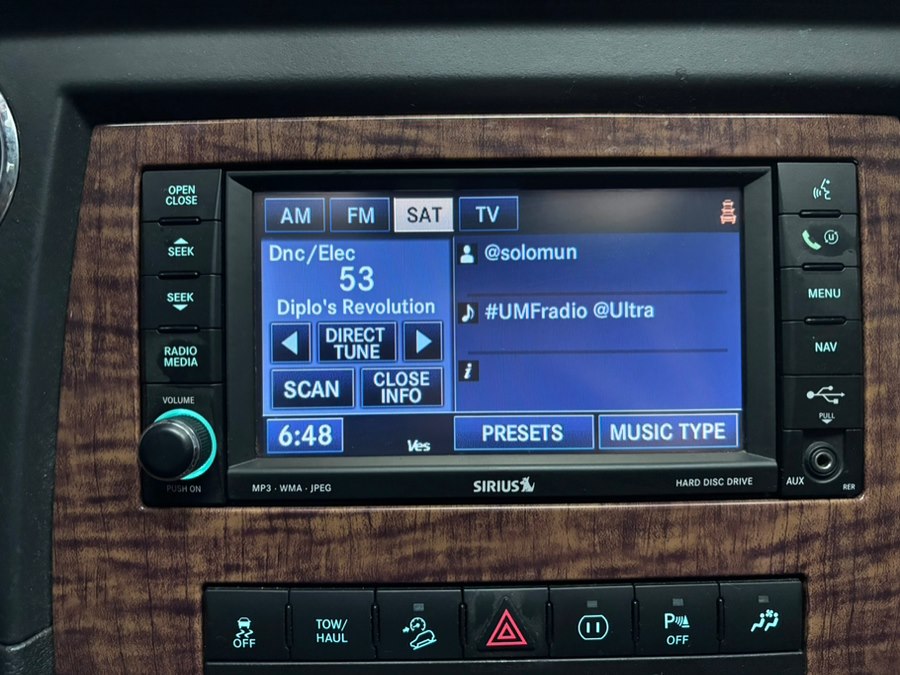 OPEN
CLOSE
SEEK
SEEK
RADIO
MEDIA
VOLUME
PUSH ON
AM FM SAT TV
Dnc/Elec
53
Diplo's Revolution
DIRECT
TUNE
SCAN
CLOSE
INFO
@solomun
#UMFradio @Ultra
i
6:48
Ves
PRESETS
MUSIC TYPE
MP3 · WMA · JPEG
SIRIUS
HARD DISC DRIVE
MENU
NAV
PULL
AUX
RER
OFF
TOW/
HAUL
P
OFF